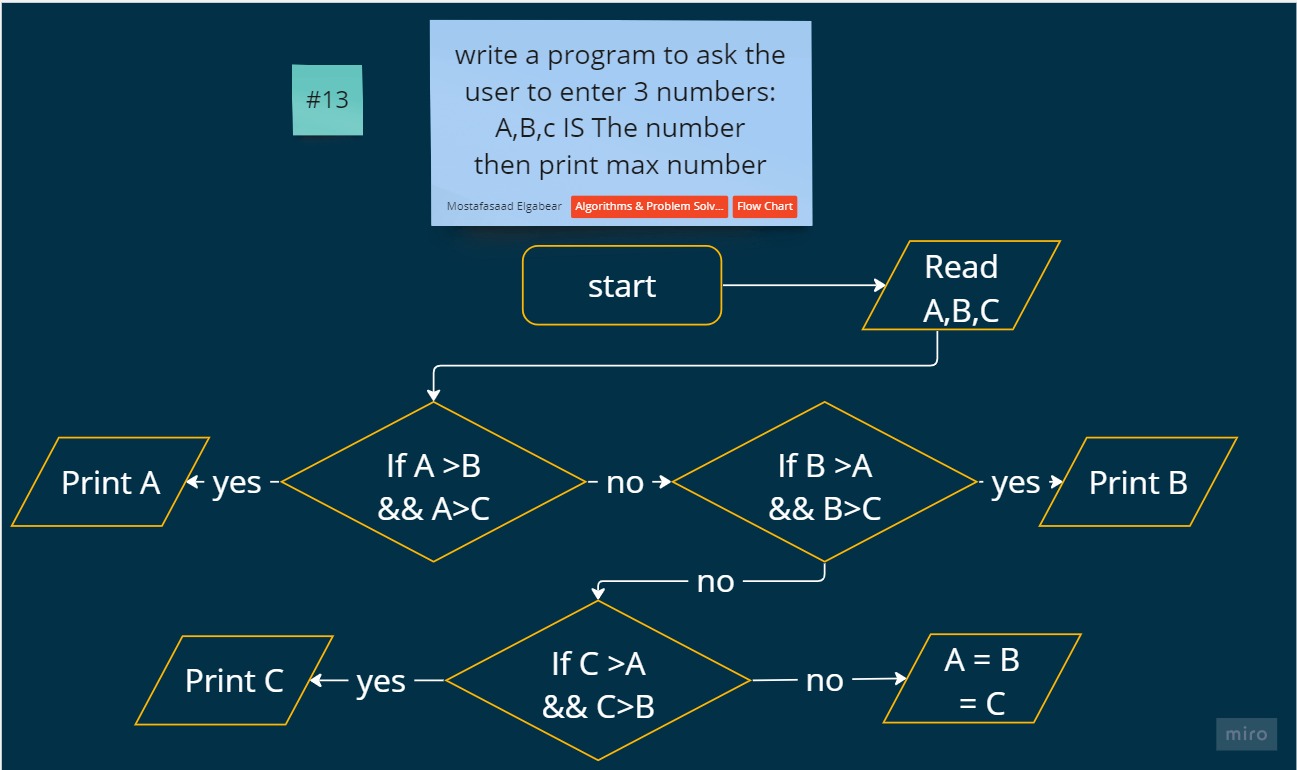 #13
write a program to ask the
user to enter 3 numbers:
A,B,c IS The number
then print max number
Mostafasaad Elgabear
Algorithms & Problem Solv...
Flow Chart
start
Read
A,B,C
Print A
yes
If A >B
&& A>C
no
If B >A
&& B>C
yes
Print B
no
Print C
yes
If C >A
&& C>B
no
A = B
= C
miro